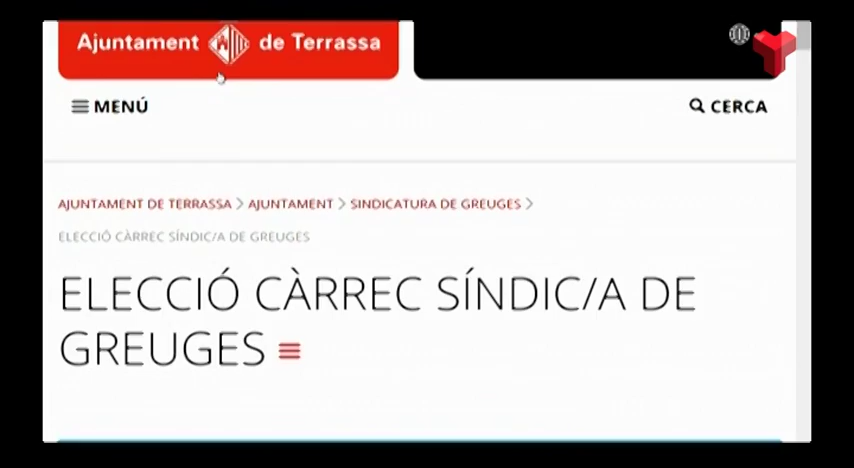 Ajuntament de Terrassa
MENÚ
CERCA
AJUNTAMENT DE TERRASSA > AJUNTAMENT > SINDICATURA DE GREUGES >
ELECCIÓ CÀRREC SÍNDIC/A DE GREUGES
ELECCIÓ CÀRREC SÍNDIC/A DE
GREUGES